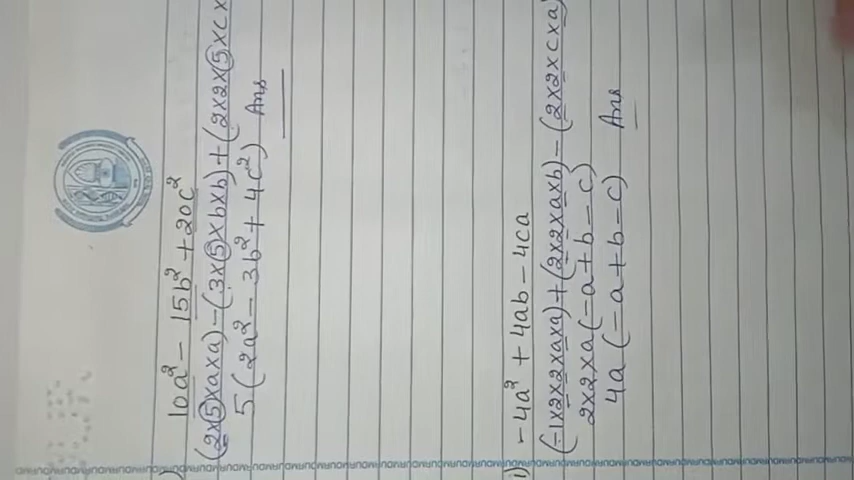 ) 10a² - 15b² + 20c²
(2×5×a×a) - (3×5×b×b) + (2×2×5×c×
5(2a² - 3b² + 4c²) Ans
1) -4a² + 4ab - 4ca
(-1×2×2×a×a) + (2×2×a×b) - (2×2×c×a)
2×2×a(-a+b-c)
4a(-a+b-c) Ans